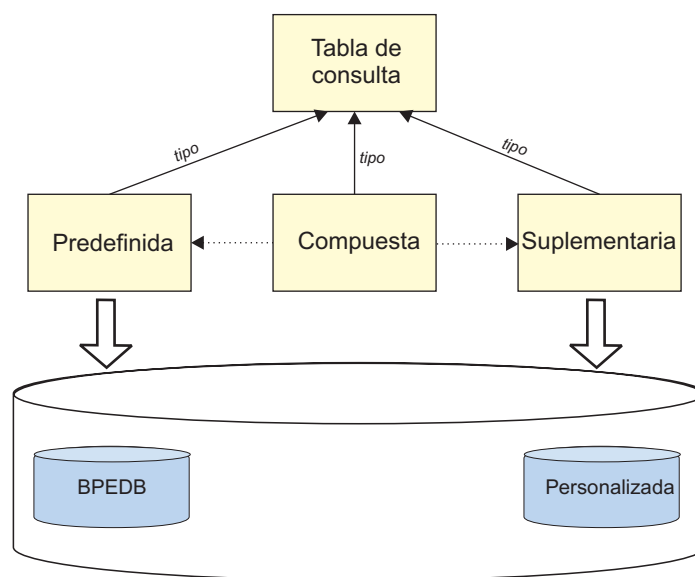 Tabla de
consulta
tipo
tipo
tipo
Predefinida
Compuesta
Suplementaria
BPEDB
Personalizada